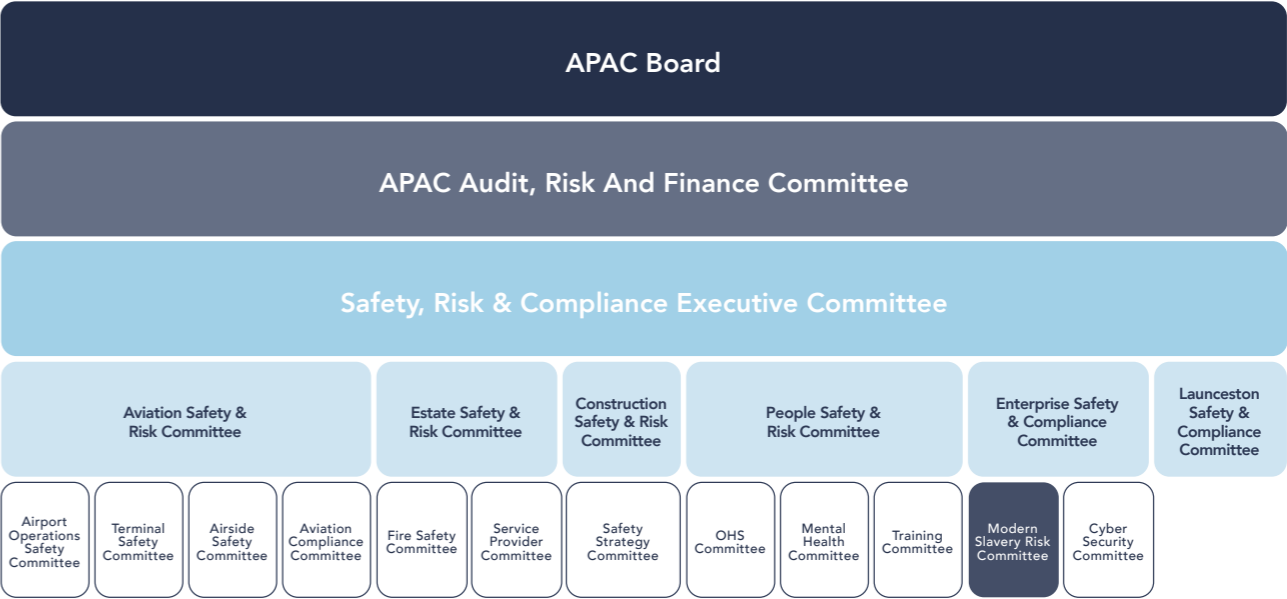 APAC Board
APAC Audit, Risk And Finance Committee
Safety, Risk & Compliance Executive Committee
Aviation Safety &
Risk Committee
Estate Safety &
Risk Committee
Construction
Safety & Risk
Committee
People Safety &
Risk Committee
Enterprise Safety
& Compliance
Committee
Launceston
Safety &
Compliance
Committee
Airport
Operations
Safety
Committee
Terminal
Safety
Committee
Airside
Safety
Committee
Aviation
Compliance
Committee
Fire Safety
Committee
Service
Provider
Committee
Safety
Strategy
Committee
OHS
Committee
Mental
Health
Committee
Training
Committee
Modern
Slavery Risk
Committee
Cyber
Security
Committee